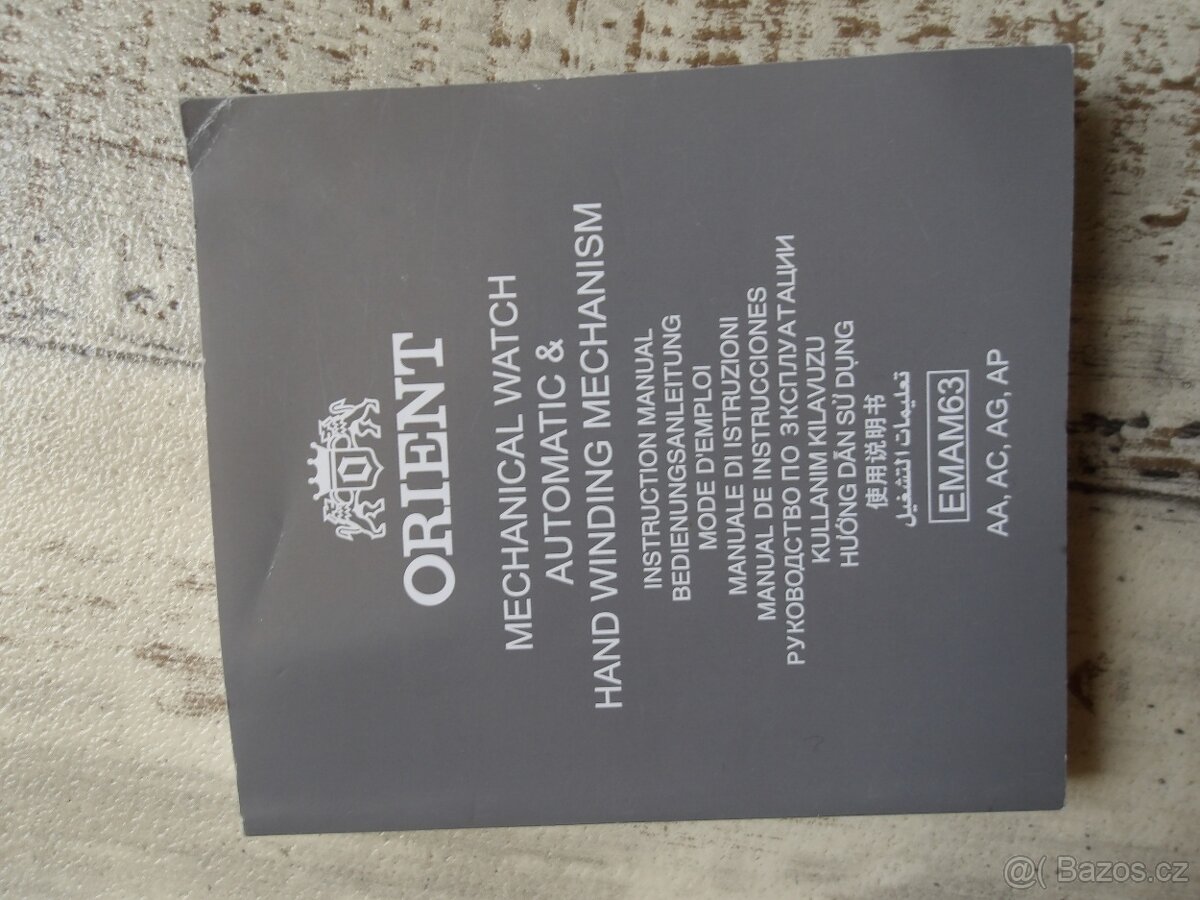 ORIENT
MECHANICAL WATCH
AUTOMATIC &
HAND WINDING MECHANISM
INSTRUCTION MANUAL
BEDIENUNGSANLEITUNG
MODE D'EMPLOI
MANUALE DI ISTRUZIONI
MANUAL DE INSTRUCCIONES
РУКОВОДСТВО ПО ЗКСПЛУАТАЦИИ
KULLANIM KILAVUZU
HƯỚNG DẪN SỬ DỤNG
使用说明书
تعليمات التشغيل
EMAM63
AA, AC, AG, AP
@( Bazos.cz